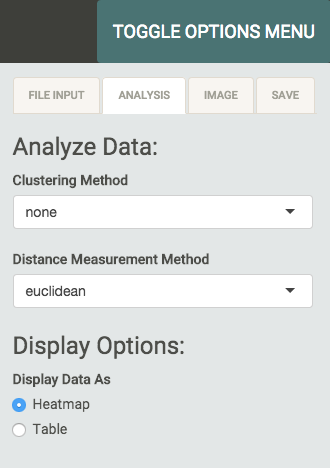 TOGGLE OPTIONS MENU
FILE INPUT ANALYSIS IMAGE SAVE
Analyze Data:
Clustering Method
none
Distance Measurement Method
euclidean
Display Options:
Display Data As
Heatmap
Table